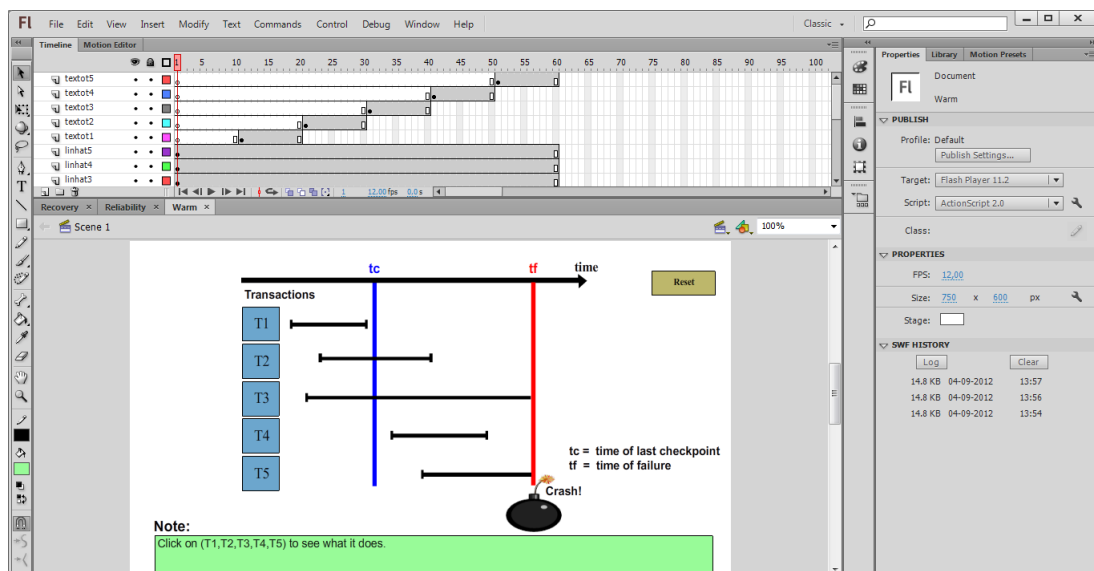 Fl File Edit View Insert Modify Text Commands Control Debug Window Help Classic
Timeline Motion Editor
1 5 10 15 20 25 30 35 40 45 50 55 60 65 70 75 80 85 90 95 100
textot5
textot4
textot3
textot2
textot1
linhat5
linhat4
linhat3
1 12.00 fps 0.0 s
Recovery × Reliability × Warm ×
Scene 1 100%
tc tf time
Reset
Transactions
T1
T2
T3
T4
T5
tc = time of last checkpoint
tf = time of failure
Crash!
Note:
Click on (T1,T2,T3,T4,T5) to see what it does.
Properties Library Motion Presets
Fl
Document
Warm
PUBLISH
Profile: Default
Publish Settings...
Target: Flash Player 11.2
Script: ActionScript 2.0
Class:
PROPERTIES
FPS: 12,00
Size: 750 x 600 px
Stage:
SWF HISTORY
Log Clear
14.8 KB 04-09-2012 13:57
14.8 KB 04-09-2012 13:56
14.8 KB 04-09-2012 13:54